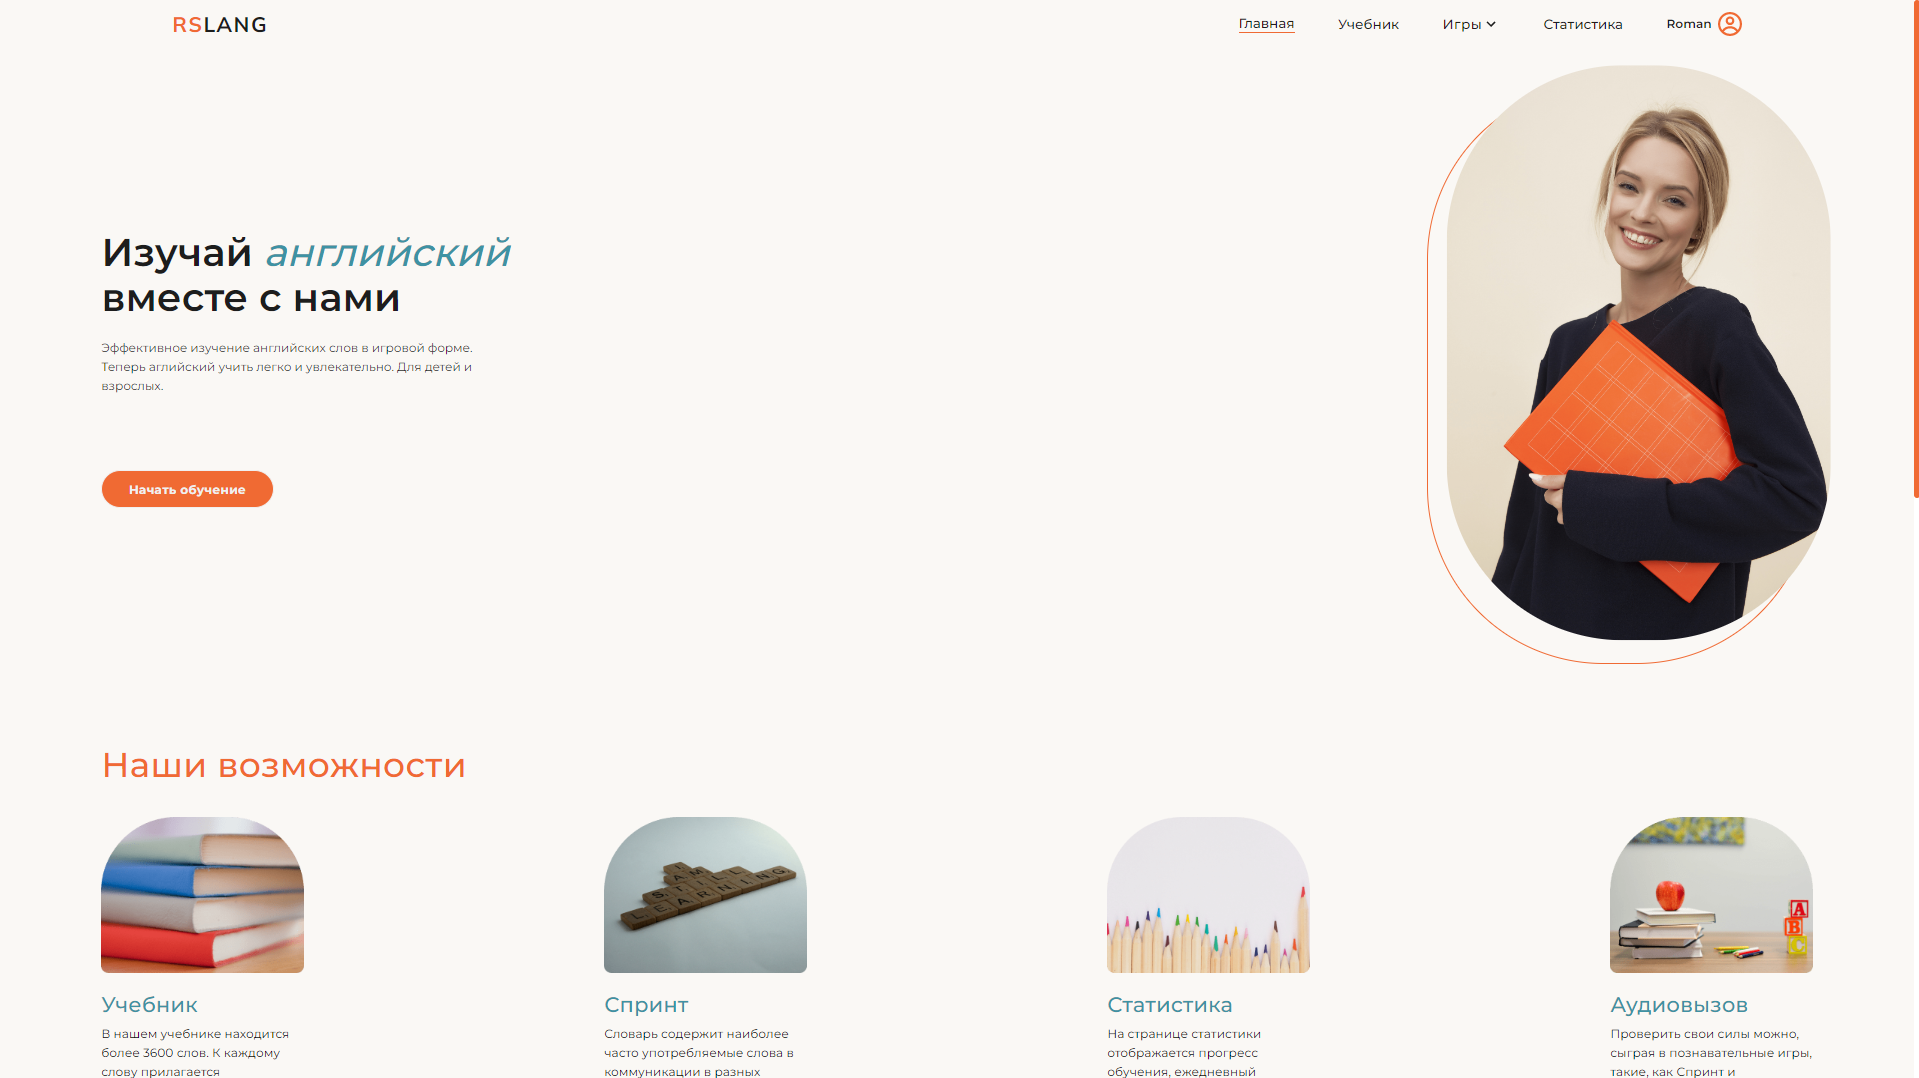 RSLANG
Главная
Учебник
Игры
Статистика
Roman
Изучай английский
вместе с нами
Эффективное изучение английских слов в игровой форме.
Теперь аглийский учить легко и увлекательно. Для детей и
взрослых.
Начать обучение
Наши возможности
I
AM
STILL
LEARNING
A
B
C
Учебник
В нашем учебнике находится
более 3600 слов. К каждому
слову прилагается
Спринт
Словарь содержит наиболее
часто употребляемые слова в
коммуникации в разных
Статистика
На странице статистики
отображается прогресс
обучения, ежедневный
Аудиовызов
Проверить свои силы можно,
сыграв в познавательные игры,
такие, как Спринт и